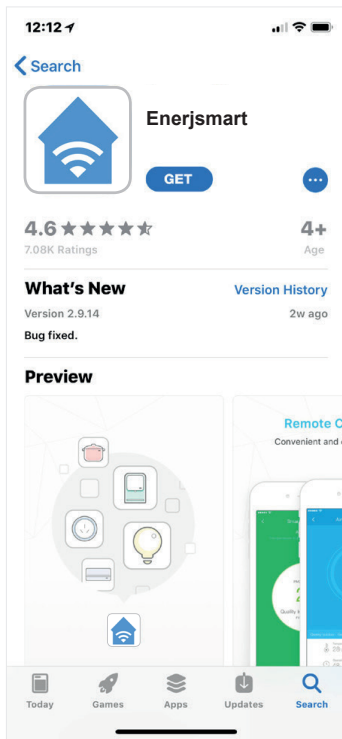 12:12
Search
Enerjsmart
GET
4.6
4+
7.08K Ratings
Age
What's New
Version History
Version 2.9.14
2w ago
Bug fixed.
Preview
Remote
Convenient and
Today
Games
Apps
Updates
Search